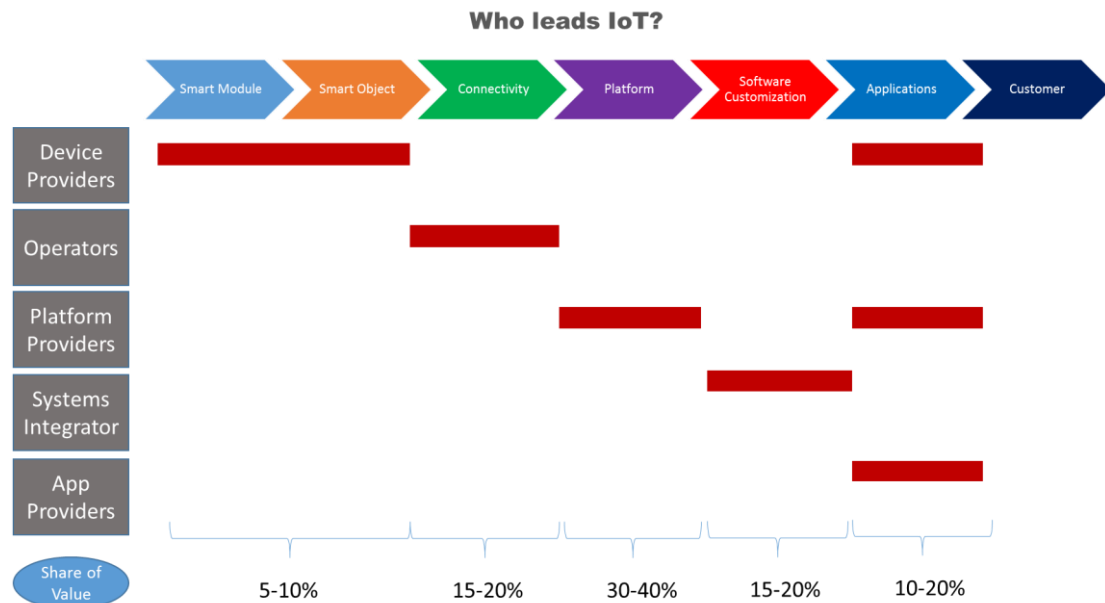 Who leads IoT?
Smart Module
Smart Object
Connectivity
Platform
Software
Customization
Applications
Customer
Device
Providers
Operators
Platform
Providers
Systems
Integrator
App
Providers
Share of
Value
5-10%
15-20%
30-40%
15-20%
10-20%